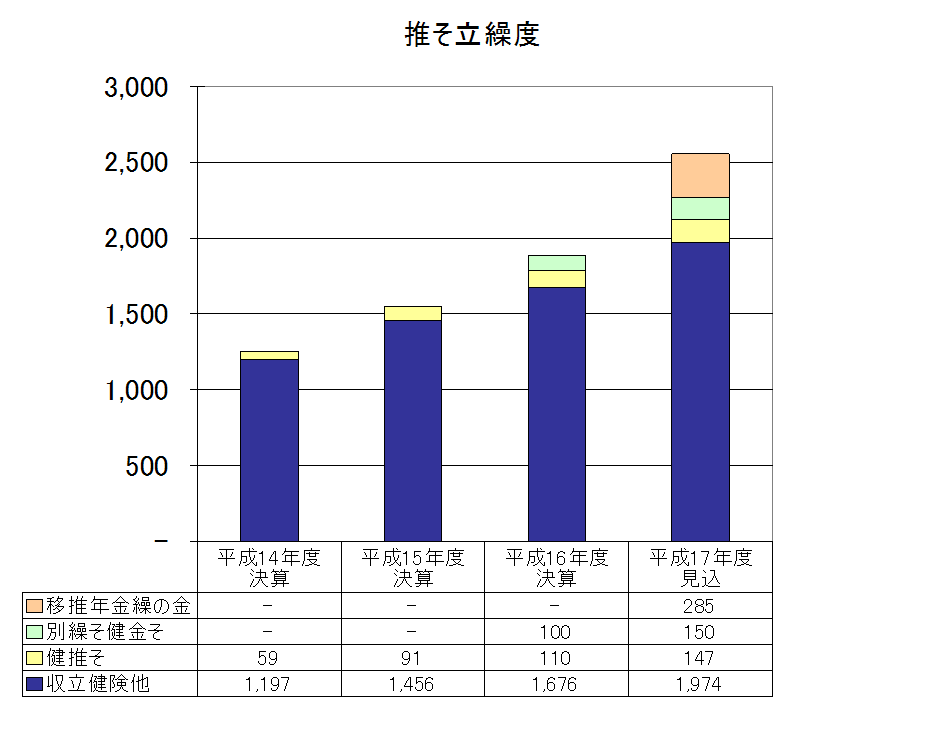 推そ立繰度
3,000
2,500
2,000
1,500
1,000
500
-
平成14年度 平成15年度 平成16年度 平成17年度
決算 決算 決算 見込
移推年金繰の金 - - - 285
別繰そ健金そ - - 100 150
健推そ 59 91 110 147
収立健険他 1,197 1,456 1,676 1,974